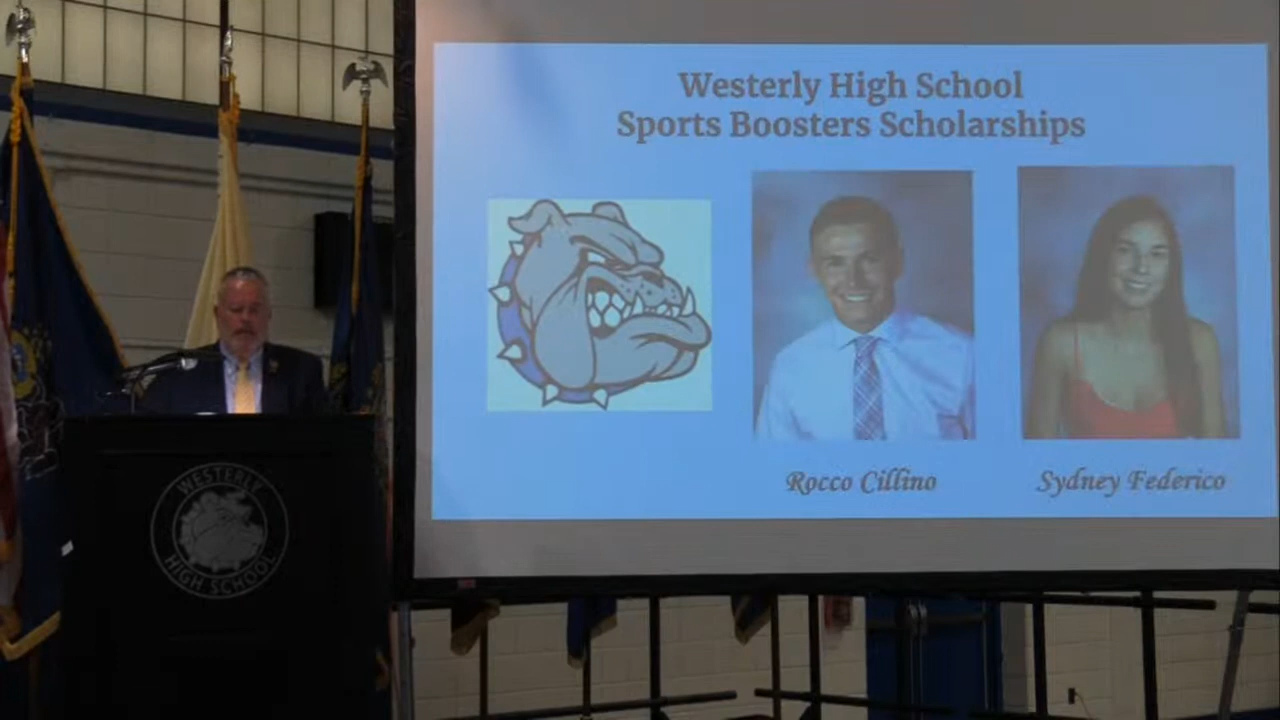 Westerly High School
Sports Boosters Scholarships
Rocco Cillino
Sydney Federico
WESTERLY
HIGH SCHOOL